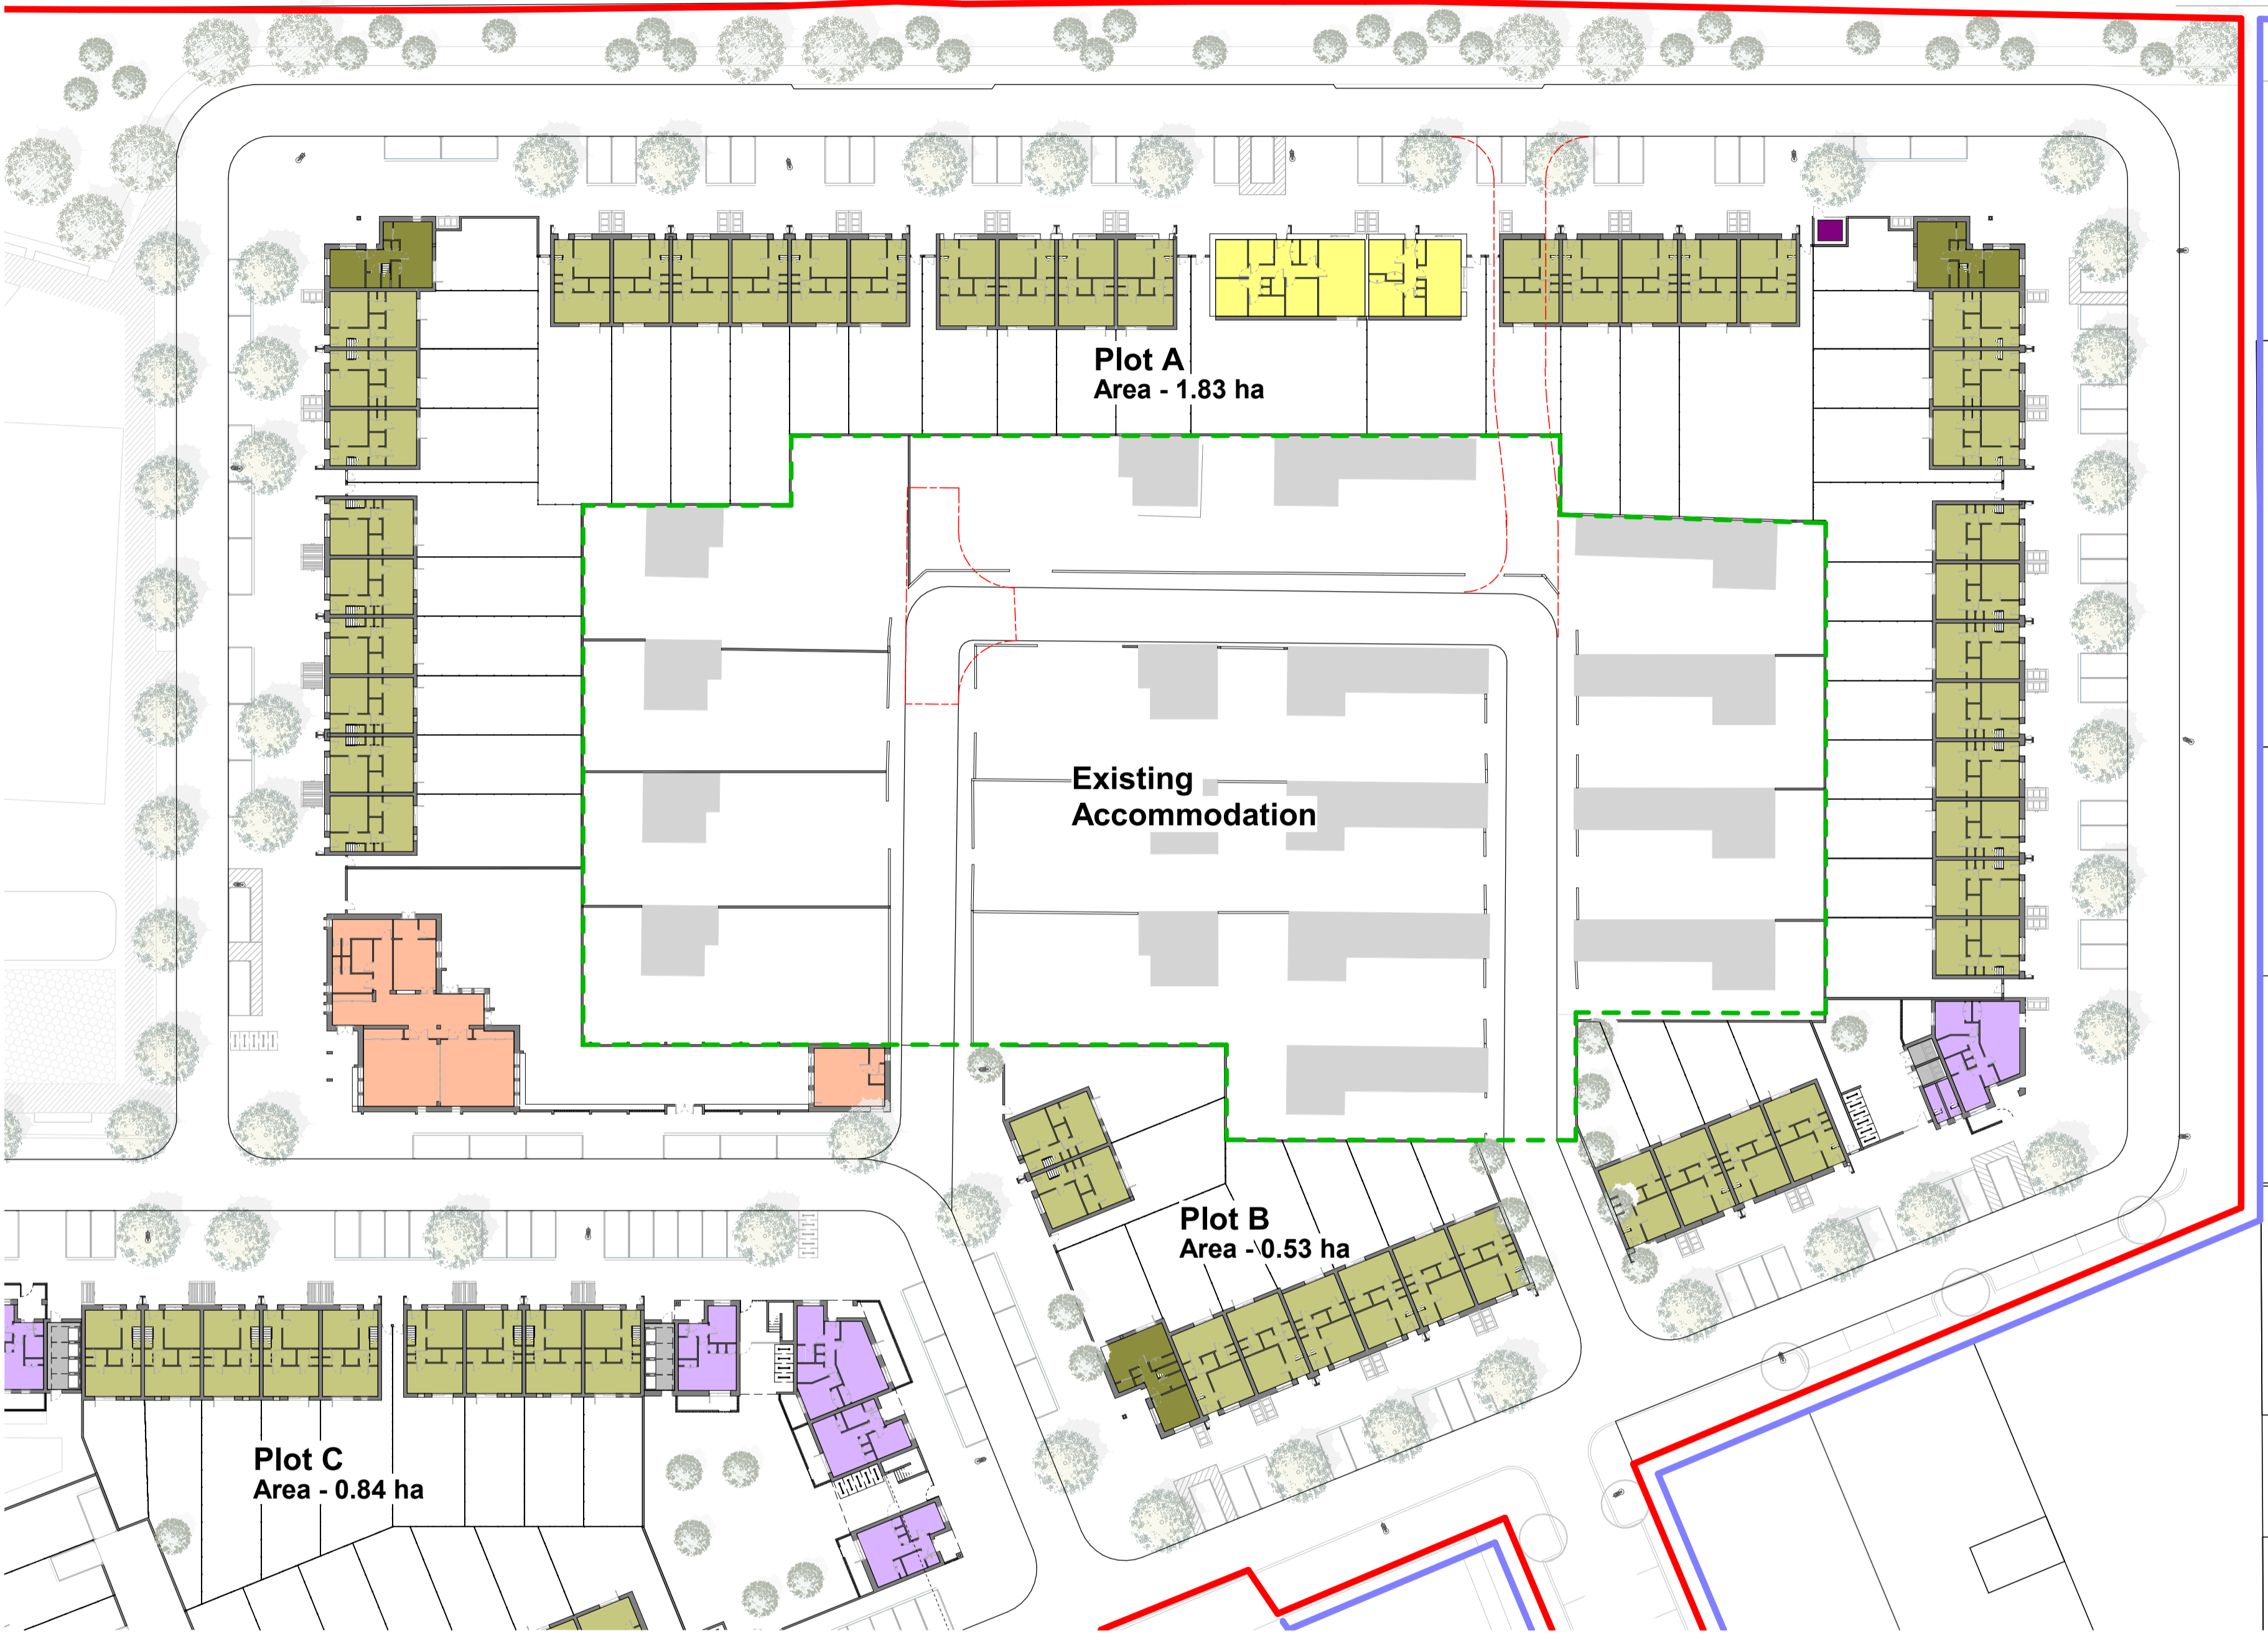 Plot A
Area - 1.83 ha
Existing
Accommodation
Plot B
Area - 0.53 ha
Plot C
Area - 0.84 ha